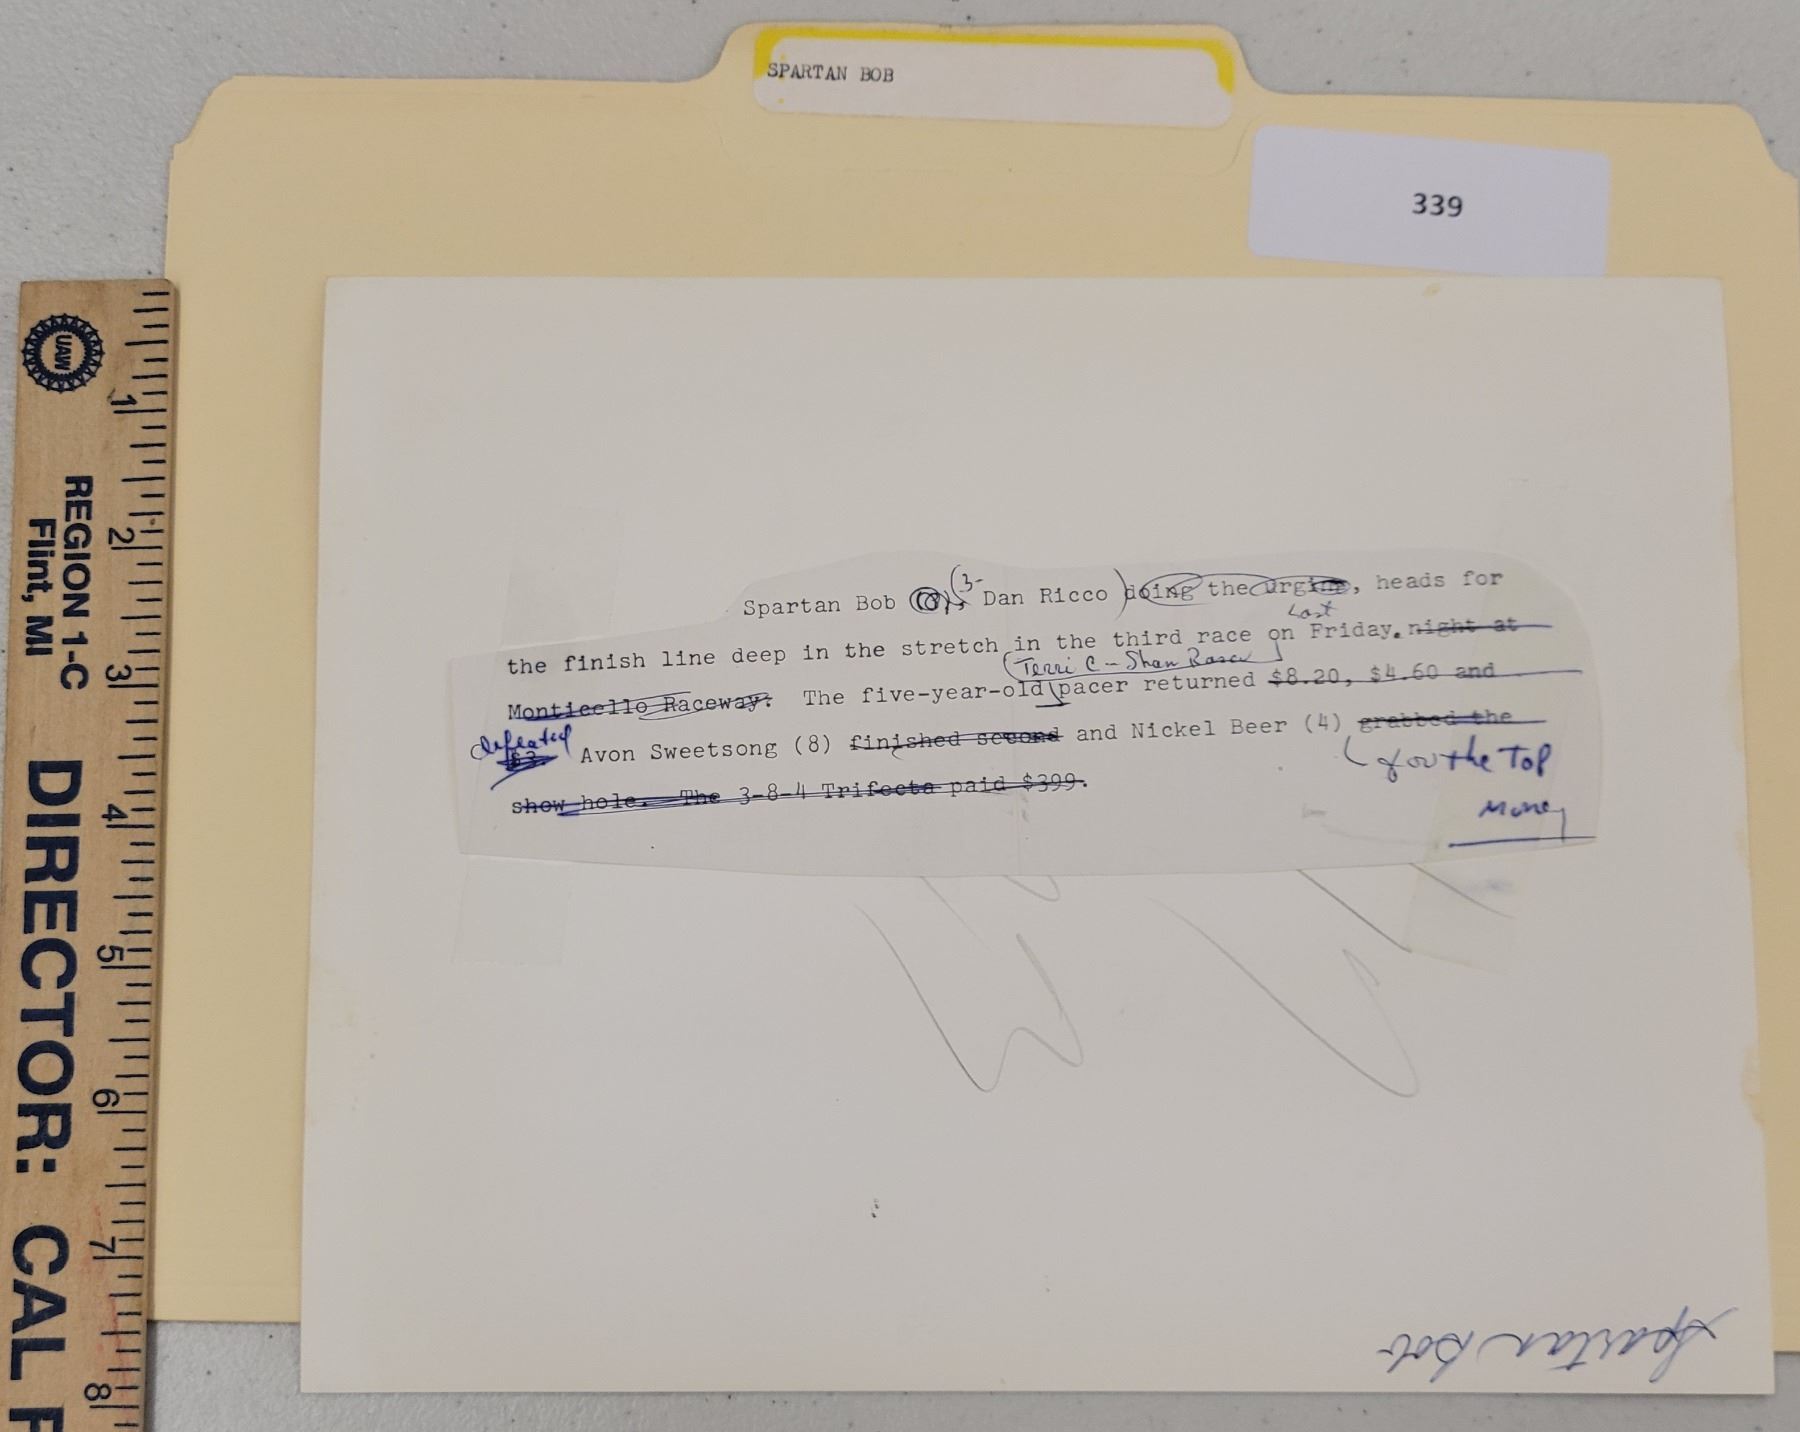 SPARTAN BOB
339
UAW
REGION 1-C
Flint, MI
DIRECTOR: CAL
1 2 3 4 5 6 7 8
Spartan Bob (3- Dan Ricco) doing the urging, heads for
Last
the finish line deep in the stretch in the third race on Friday. night at
(Terri C - Shan
Monticello Raceway. The five-year-old pacer returned $8.20, $4.60 and
defeated
$3. Avon Sweetsong (8) finished second and Nickel Beer (4) grabbed the
for the Top
show hole. The 3-8-4 Trifecta paid $399.
Money
Spartan Bob